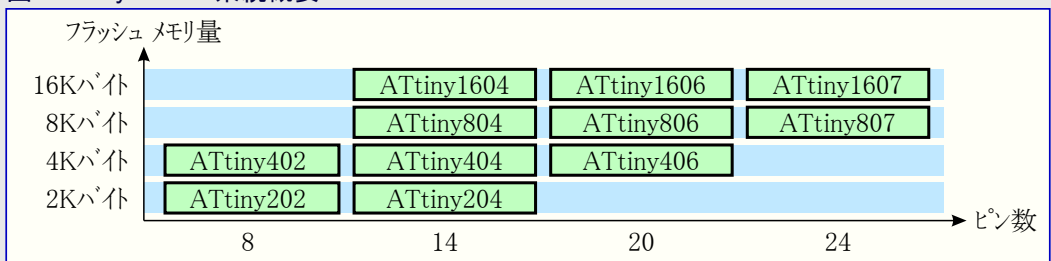 フラッシュ メモリ量
16Kバイト ATtiny1604 ATtiny1606 ATtiny1607
8Kバイト ATtiny804 ATtiny806 ATtiny807
4Kバイト ATtiny402 ATtiny404 ATtiny406
2Kバイト ATtiny202 ATtiny204
ピン数
8 14 20 24